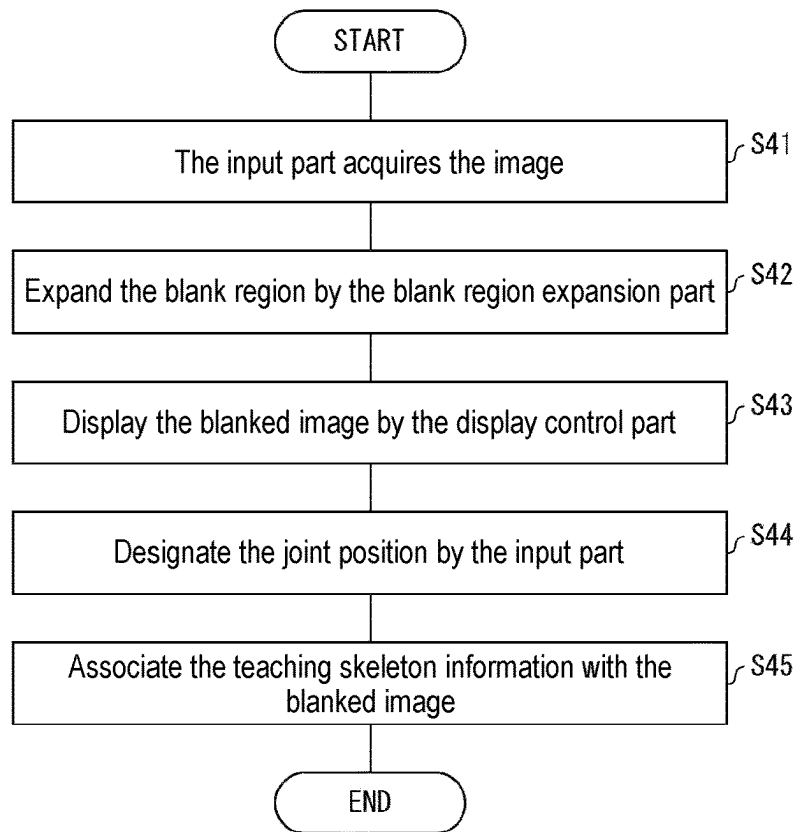 START
The input part acquires the image
S41
Expand the blank region by the blank region expansion part
S42
Display the blanked image by the display control part
S43
Designate the joint position by the input part
S44
Associate the teaching skeleton information with the
blanked image
S45
END